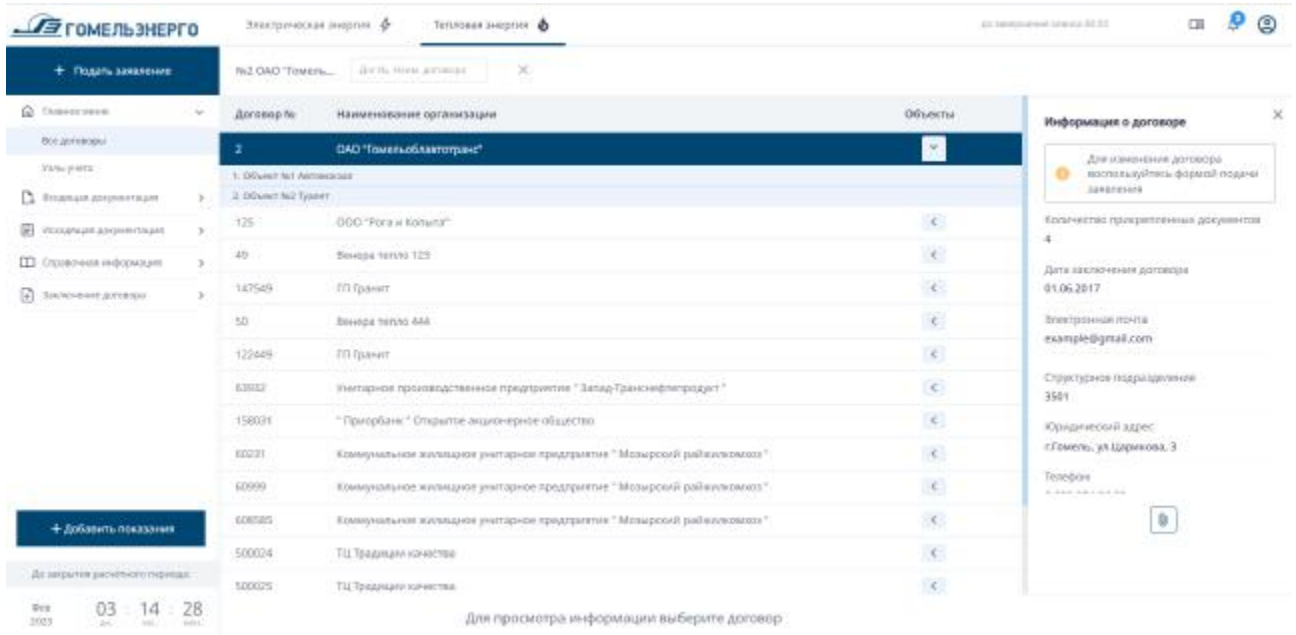 ГОМЕЛЬЭНЕРГО
Электрическая энергия
Тепловая энергия
+ Подать заявление
№2 ОАО "Гомель...
Главное меню
Все договоры
Узлы учета
Входящая документация
Исходящая документация
Справочная информация
Заключение договора
Договор №
Наименование организации
Объекты
2
ОАО "Гомельоблавтотранс"
1. Объект №1 Автовокзал
2. Объект №2 Туалет
125
ООО "Рога и Копыта"
49
Венера тепло 123
147549
ГП Гранит
50
Венера тепло 444
122449
ГП Гранит
63932
Унитарное производственное предприятие " Запад-Транснефтепродукт "
158031
" Приорбанк " Открытое акционерное общество
60231
Коммунальное жилищное унитарное предприятие " Мозырский райжилкомхоз "
60999
Коммунальное жилищное унитарное предприятие " Мозырский райжилкомхоз "
608585
Коммунальное жилищное унитарное предприятие " Мозырский райжилкомхоз "
500024
ТЦ Традиции качества
500025
ТЦ Традиции качества
Информация о договоре
Для изменения договора
воспользуйтесь формой подачи
заявления
Количество прикрепленных документов
4
Дата заключения договора
01.06.2017
Электронная почта
example@gmail.com
Структурное подразделение
3501
Юридический адрес
г.Гомель, ул.Царикова, 3
Телефон
+ Добавить показания
До закрытия расчётного периода:
Фев
2023
03 : 14 : 28
Для просмотра информации выберите договор